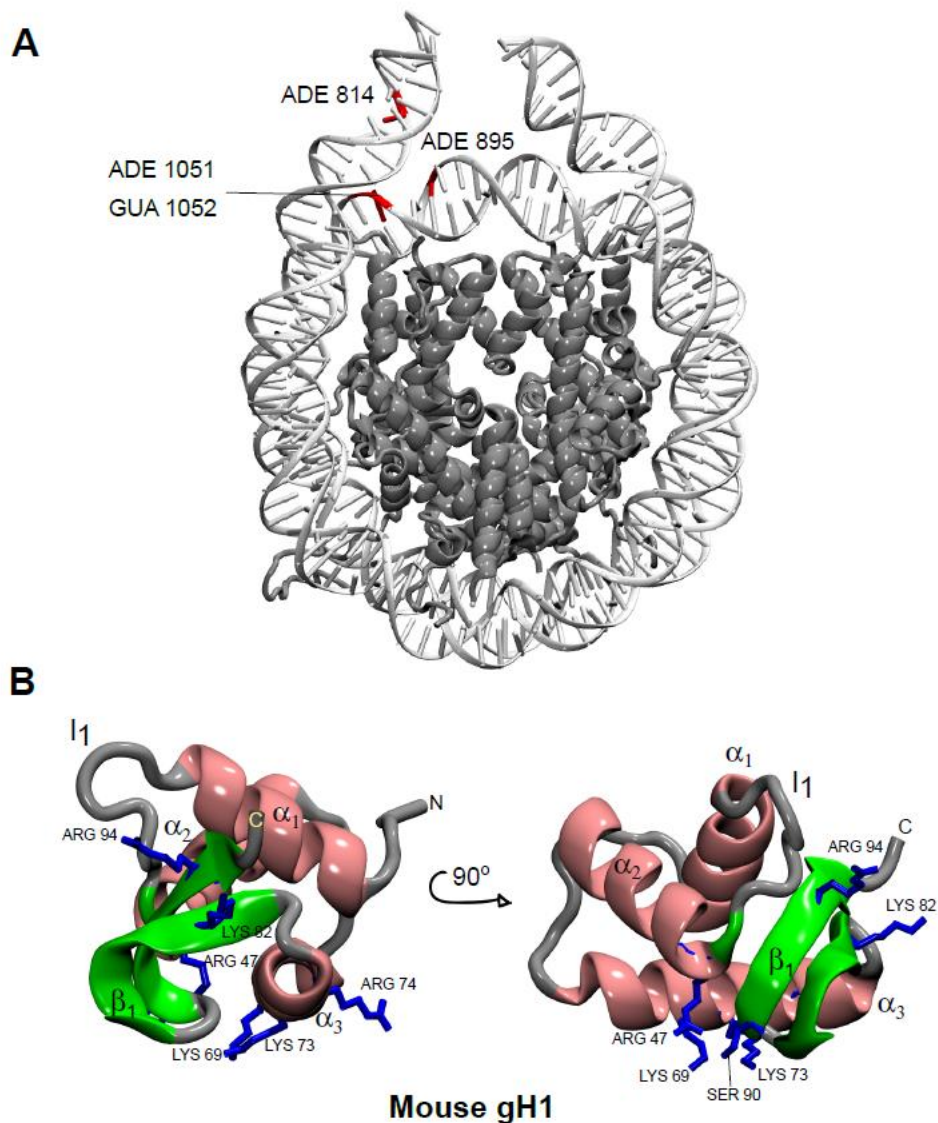 A
ADE 814
ADE 895
ADE 1051
GUA 1052
B
l1
ARG 94
α2
C
α1
N
LYS 82
ARG 47
β1
α3
ARG 74
LYS 69
LYS 73
90°
α1
l1
C
ARG 94
α2
LYS 82
β1
α3
ARG 47
LYS 69
LYS 73
SER 90
Mouse gH1